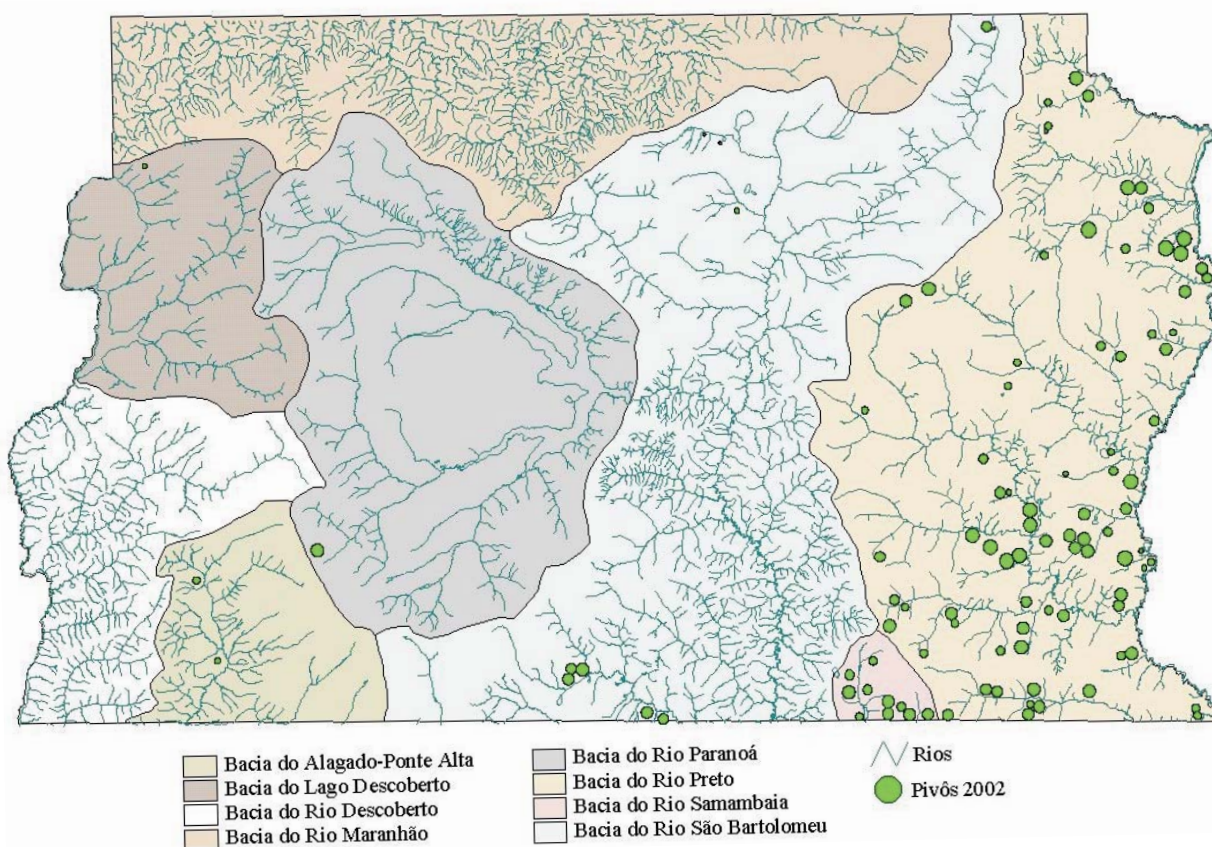 Bacia do Alagado-Ponte Alta
Bacia do Lago Descoberto
Bacia do Rio Descoberto
Bacia do Rio Maranhão
Bacia do Rio Paranoá
Bacia do Rio Preto
Bacia do Rio Samambaia
Bacia do Rio São Bartolomeu
Rios
Pivôs 2002